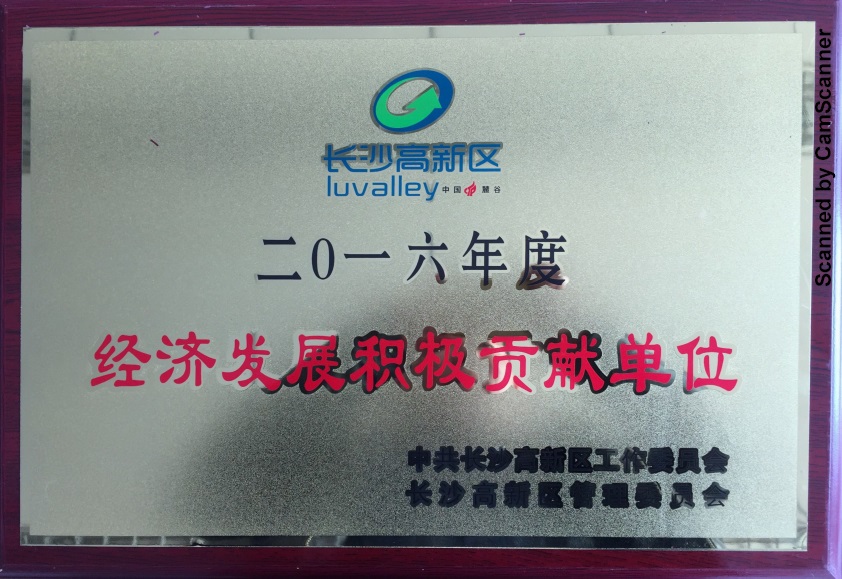 长沙高新区
luvalley 中国 麓谷
二0一六年度
经济发展积极贡献单位
中共长沙高新区工作委员会
长沙高新区管理委员会
Scanned by CamScanner